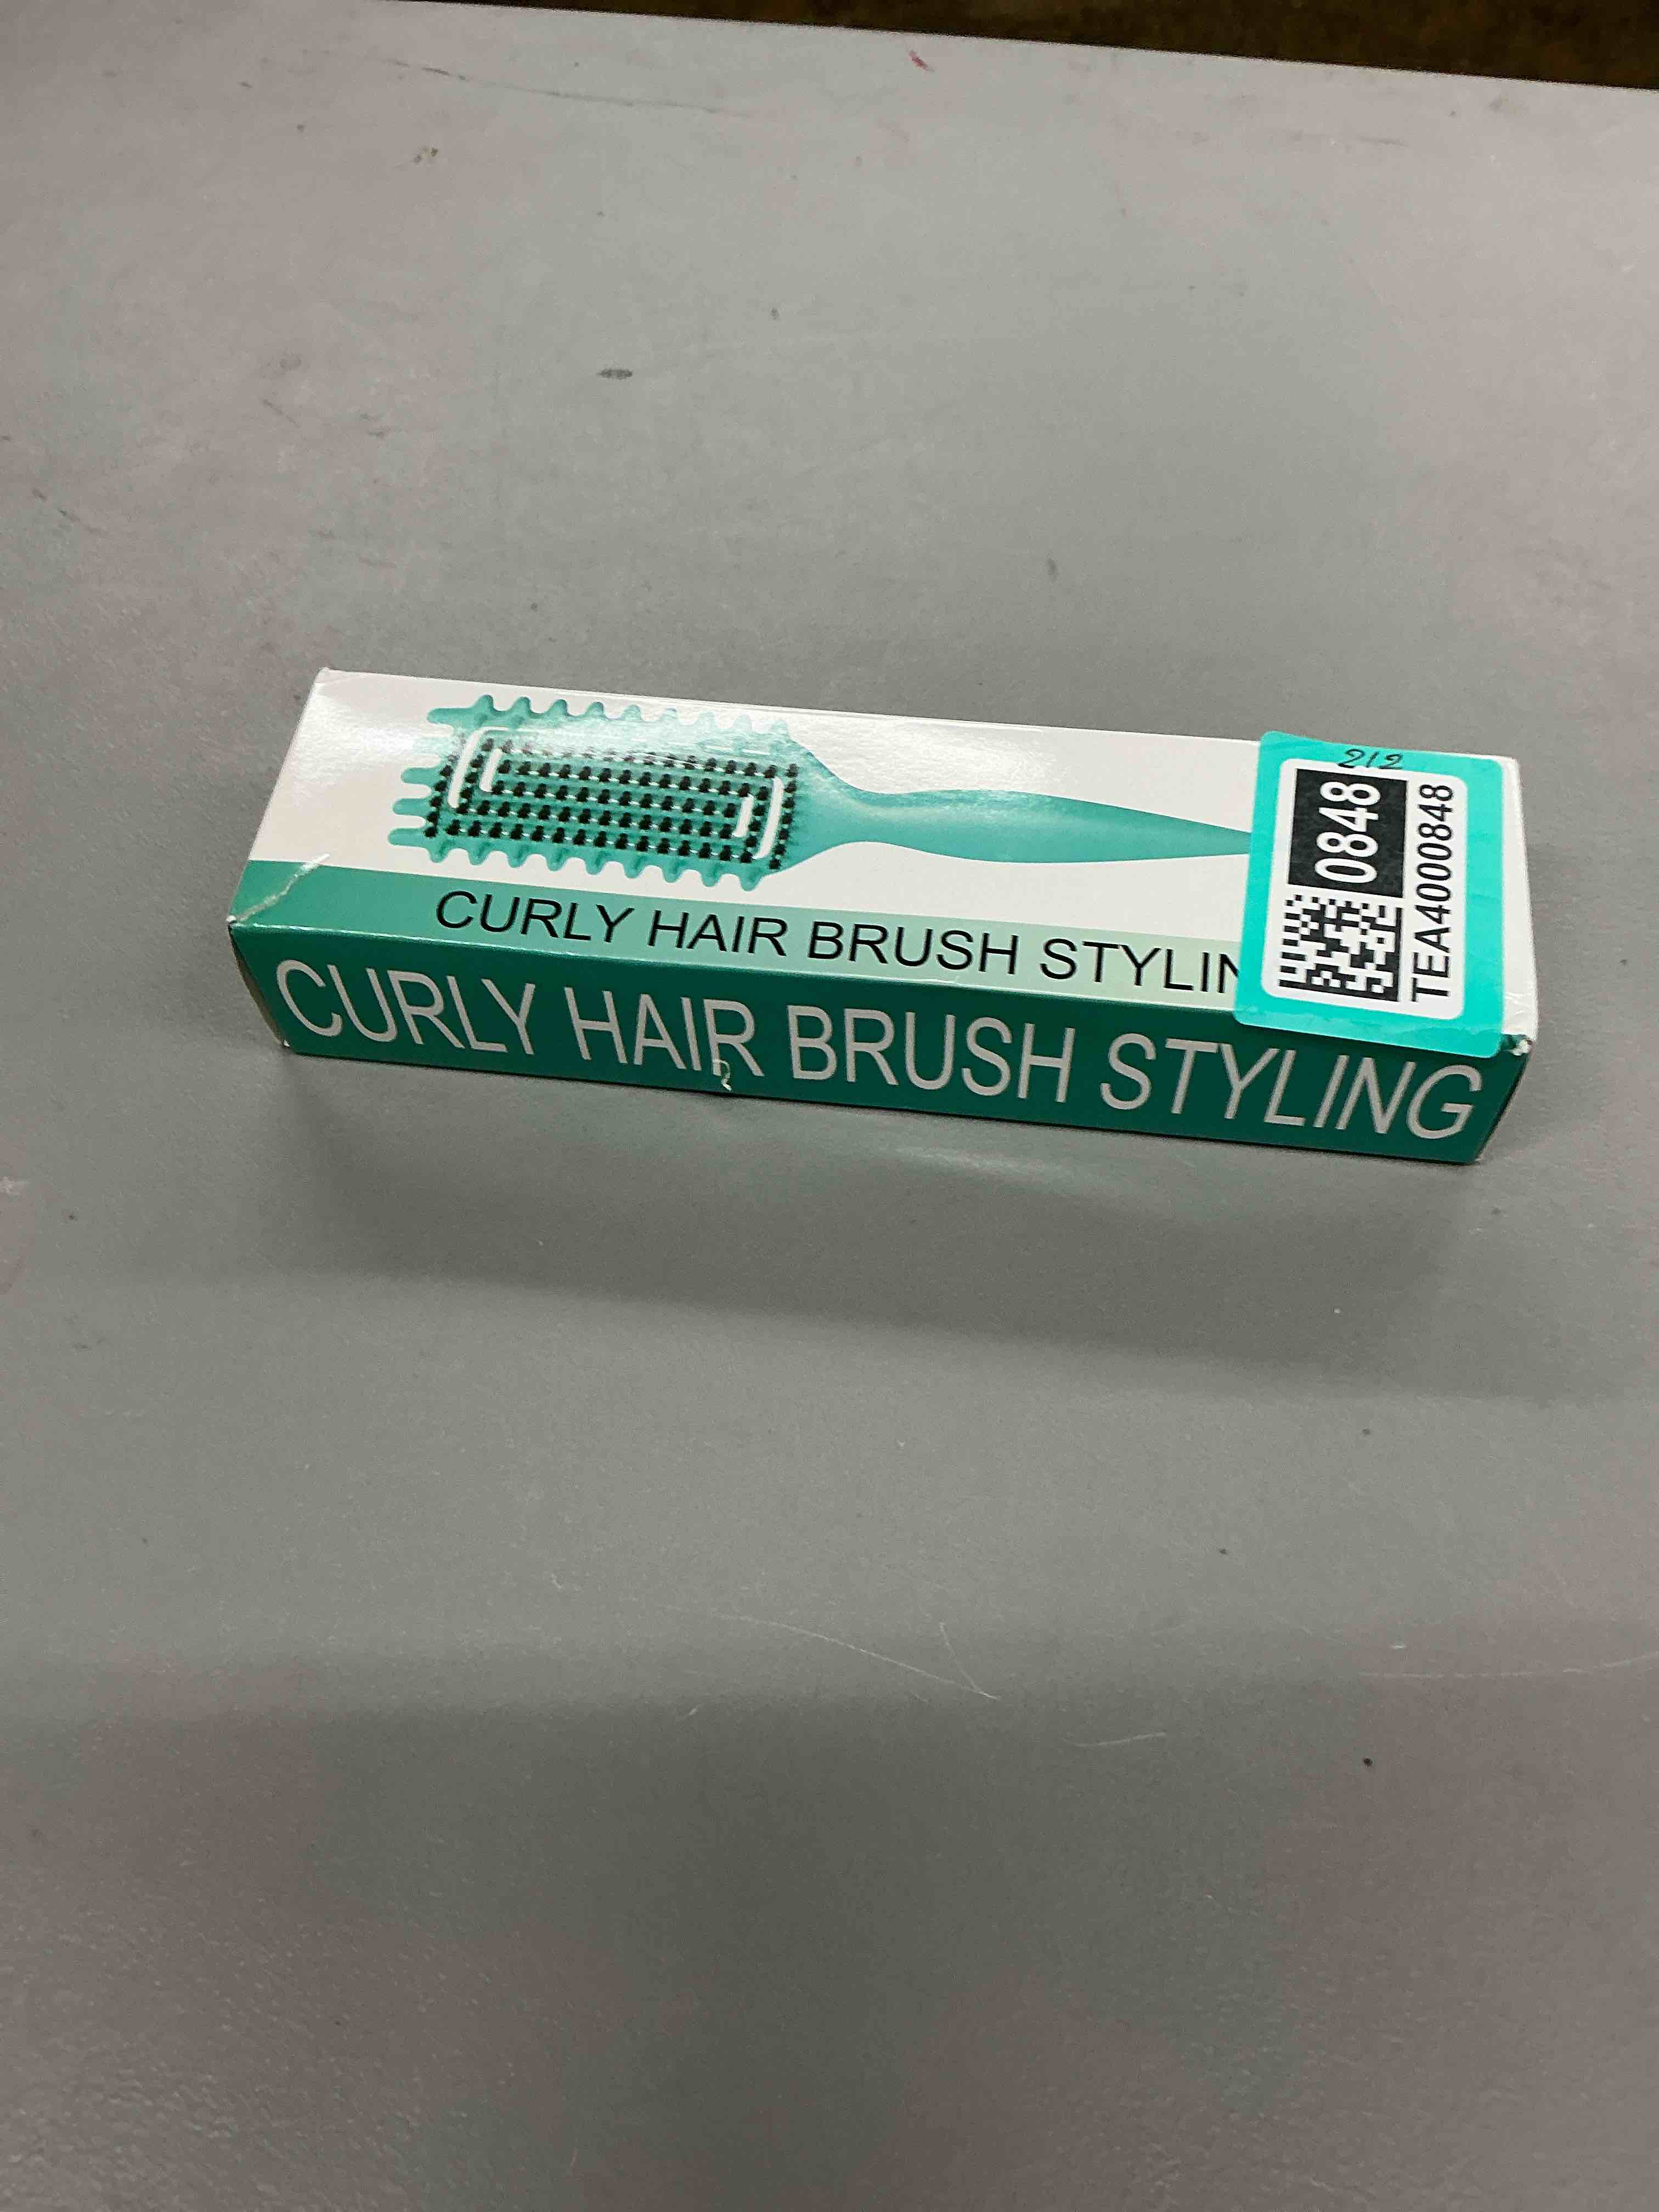 212
0848
TEA4000848
CURLY HAIR BRUSH STYLIN
CURLY HAIR BRUSH STYLING